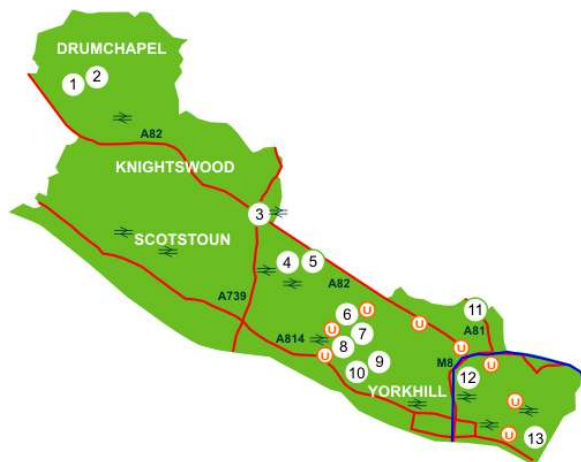 DRUMCHAPEL
1
2
A82
KNIGHTSWOOD
3
SCOTSTOUN
4
5
A82
A739
6
U
U
11
A81
A814
7
8
U
U
U
M8
U
9
10
12
YORKHILL
U
U
13